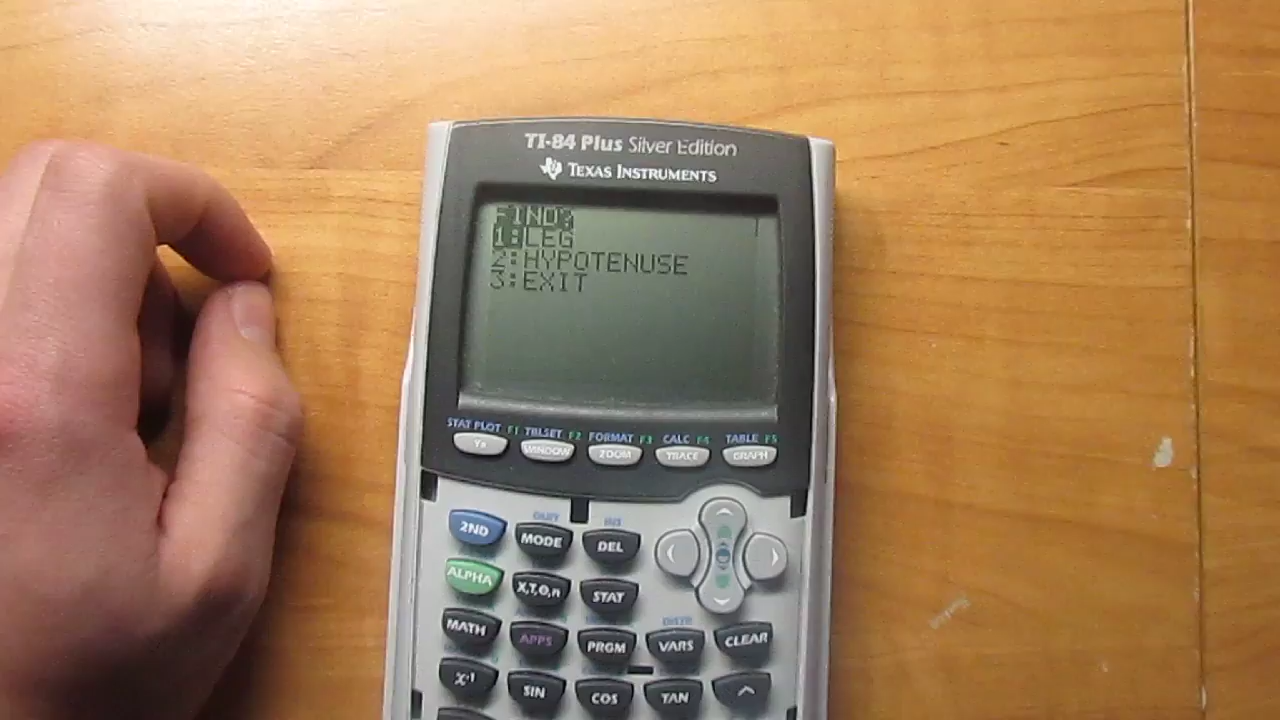 TI-84 Plus Silver Edition
TEXAS INSTRUMENTS
FIND?
1:LEG
2:HYPOTENUSE
3:EXIT
STAT PLOT F1 TBLSET F2 FORMAT F3 CALC F4 TABLE F5
Y= WINDOW ZOOM TRACE GRAPH
QUIT INS
2ND MODE DEL
ALPHA X,T,Θ,n STAT
DISTR
MATH APPS PRGM VARS CLEAR
x⁻¹ SIN COS TAN ^